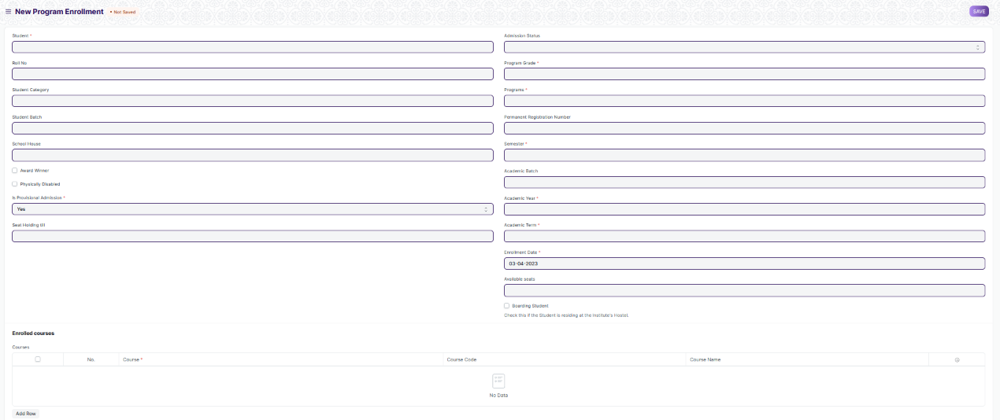 New Program Enrollment • Not Saved
SAVE
Student *
Roll No
Student Category
Student Batch
School House
Award Winner
Physically Disabled
Is Provisional Admission *
Yes
Seat Holding till
Admission Status
Program Grade *
Programs *
Permanent Registration Number
Semester *
Academic Batch
Academic Year *
Academic Term *
Enrollment Date *
03-04-2023
Available seats
Boarding Student
Check this if the Student is residing at the Institute's Hostel.
Enrolled courses
Courses
No. Course * Course Code Course Name
No Data
Add Row